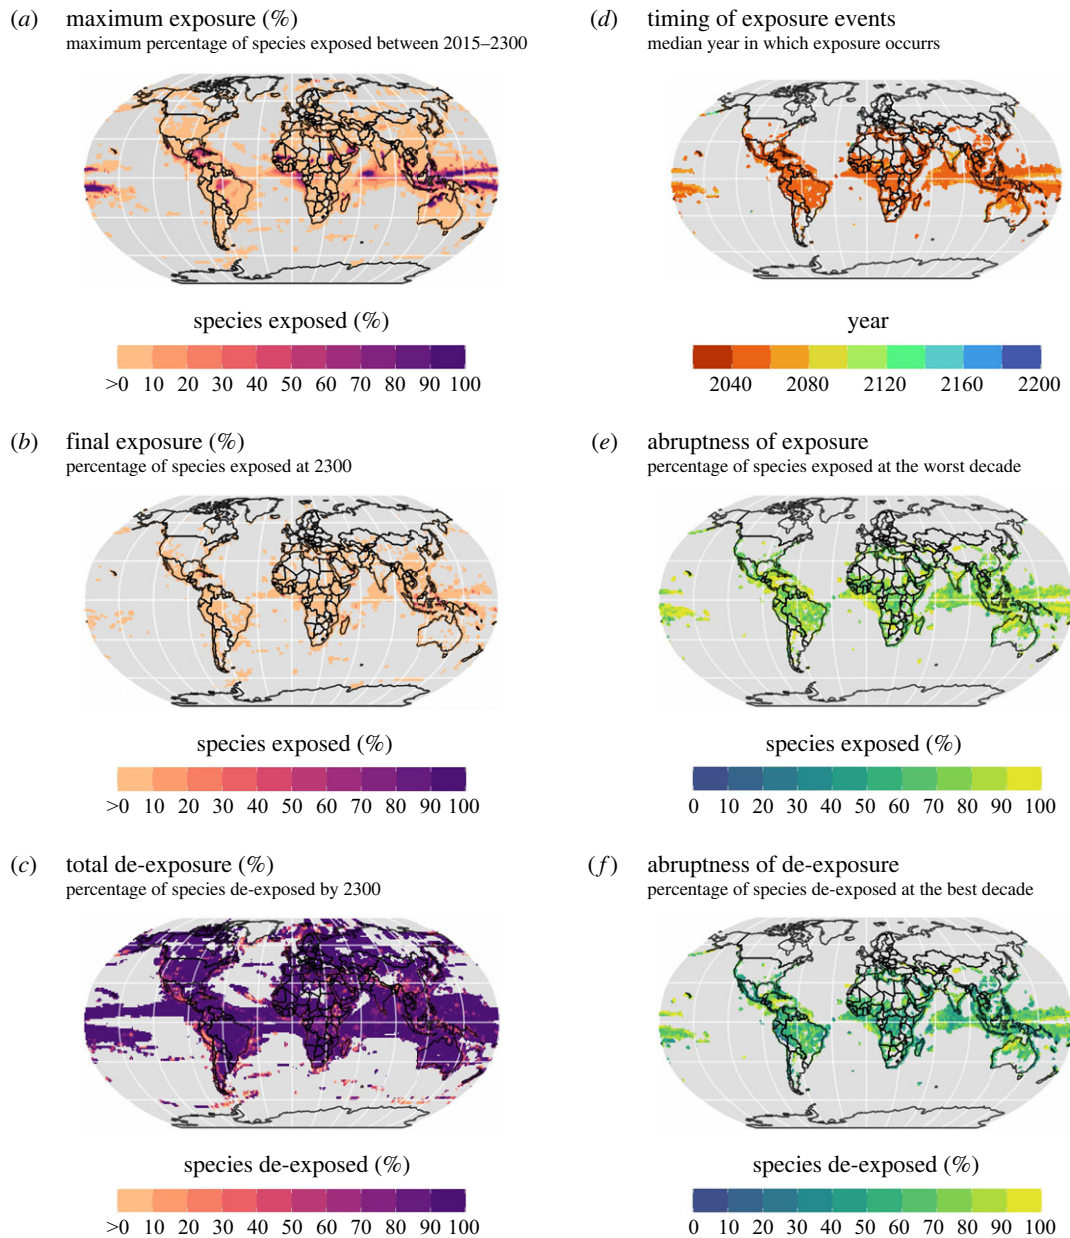 (a) maximum exposure (%)
maximum percentage of species exposed between 2015–2300
species exposed (%)
>0 10 20 30 40 50 60 70 80 90 100
(b) final exposure (%)
percentage of species exposed at 2300
species exposed (%)
>0 10 20 30 40 50 60 70 80 90 100
(c) total de-exposure (%)
percentage of species de-exposed by 2300
species de-exposed (%)
>0 10 20 30 40 50 60 70 80 90 100
(d) timing of exposure events
median year in which exposure occurrs
year
2040 2080 2120 2160 2200
(e) abruptness of exposure
percentage of species exposed at the worst decade
species exposed (%)
0 10 20 30 40 50 60 70 80 90 100
(f) abruptness of de-exposure
percentage of species de-exposed at the best decade
species de-exposed (%)
0 10 20 30 40 50 60 70 80 90 100